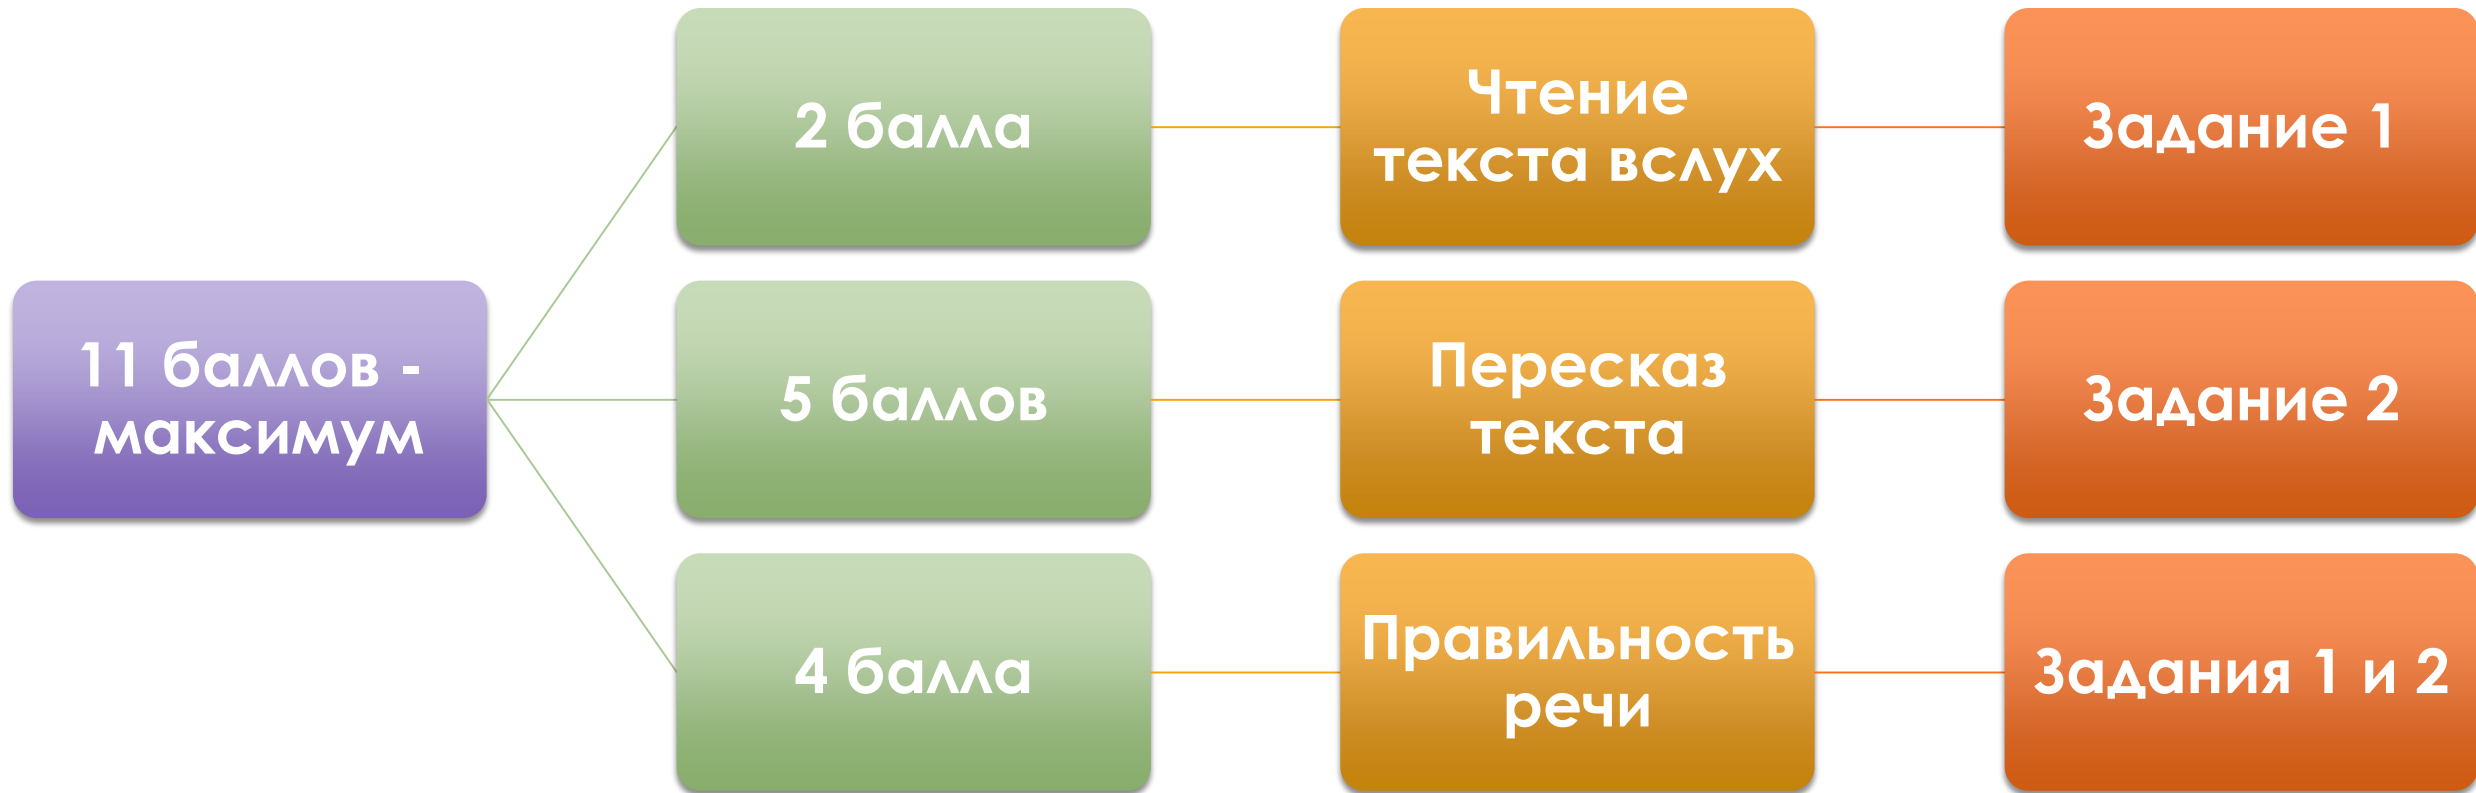 11 баллов -
максимум
2 балла
Чтение
текста вслух
Задание 1
5 баллов
Пересказ
текста
Задание 2
4 балла
Правильность
речи
Задания 1 и 2